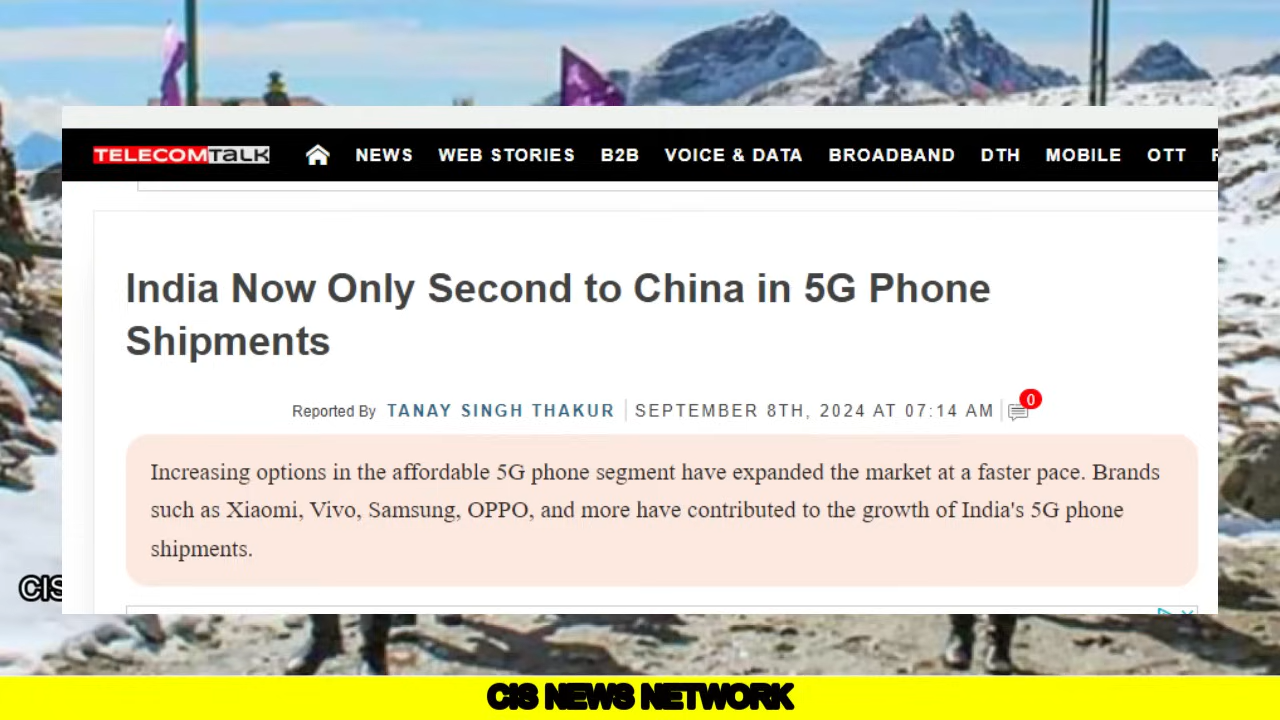 TELECOMTALK NEWS WEB STORIES B2B VOICE & DATA BROADBAND DTH MOBILE OTT
India Now Only Second to China in 5G Phone
Shipments
Reported By TANAY SINGH THAKUR SEPTEMBER 8TH, 2024 AT 07:14 AM 0
Increasing options in the affordable 5G phone segment have expanded the market at a faster pace. Brands
such as Xiaomi, Vivo, Samsung, OPPO, and more have contributed to the growth of India's 5G phone
shipments.
CIS
CIS NEWS NETWORK